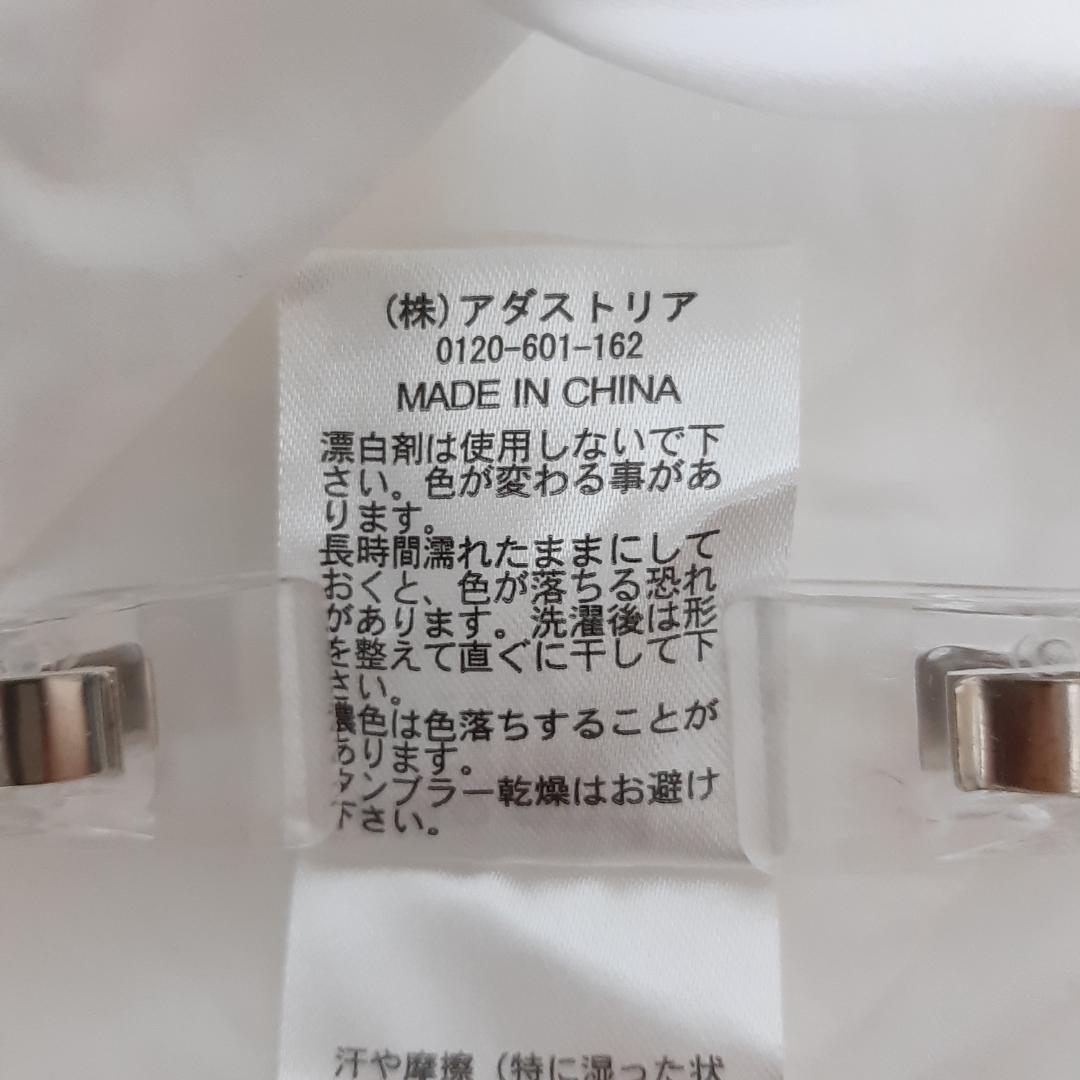 (株)アダストリア
0120-601-162
MADE IN CHINA
漂白剤は使用しないで下
さい。色が変わる事があ
ります。
長時間濡れたままにして
おくと、色が落ちる恐れ
があります。洗濯後は形
を整えて直ぐに干して下
さい。
濃色は色落ちすることが
あります。
タンブラー乾燥はお避け
下さい。
汗や摩擦(特に湿った状